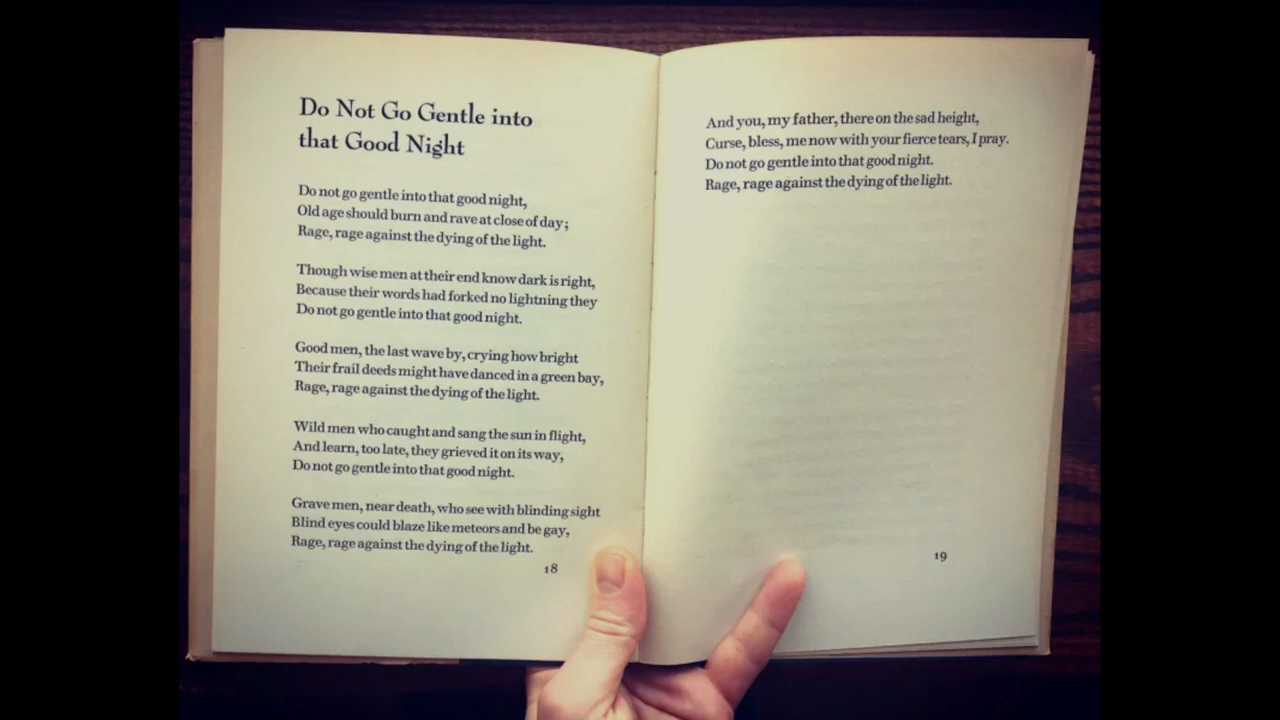 Do Not Go Gentle into
that Good Night
Do not go gentle into that good night,
Old age should burn and rave at close of day;
Rage, rage against the dying of the light.
Though wise men at their end know dark is right,
Because their words had forked no lightning they
Do not go gentle into that good night.
Good men, the last wave by, crying how bright
Their frail deeds might have danced in a green bay,
Rage, rage against the dying of the light.
Wild men who caught and sang the sun in flight,
And learn, too late, they grieved it on its way,
Do not go gentle into that good night.
Grave men, near death, who see with blinding sight
Blind eyes could blaze like meteors and be gay,
Rage, rage against the dying of the light.
18
And you, my father, there on the sad height,
Curse, bless, me now with your fierce tears, I pray.
Do not go gentle into that good night.
Rage, rage against the dying of the light.
19